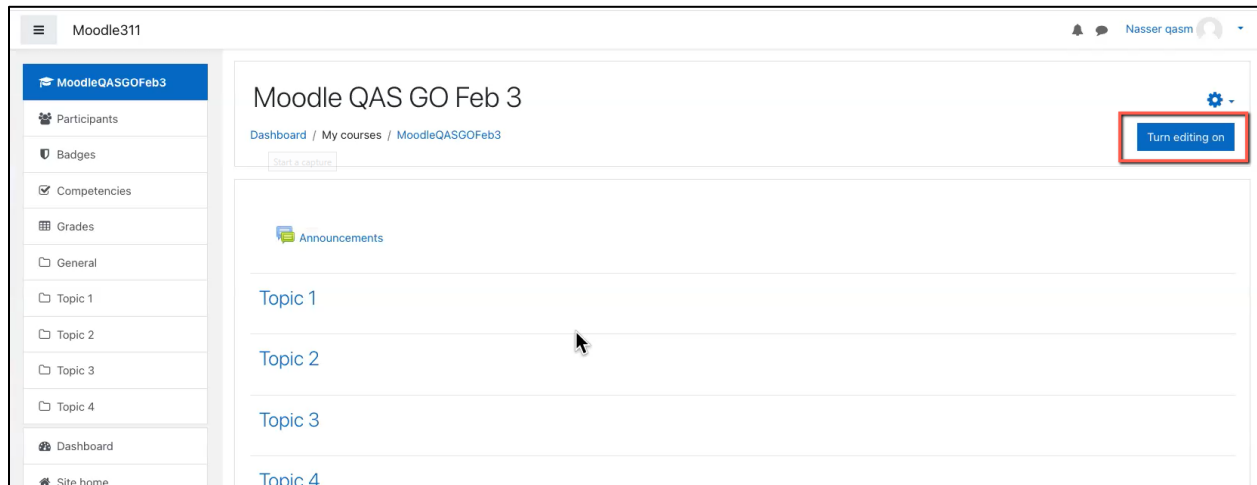 Moodle311
Nasser qasm
MoodleQASGOFeb3
Participants
Badges
Competencies
Grades
General
Topic 1
Topic 2
Topic 3
Topic 4
Dashboard
Site home
Moodle QAS GO Feb 3
Dashboard / My courses / MoodleQASGOFeb3
Turn editing on
Start a capture
Announcements
Topic 1
Topic 2
Topic 3
Topic 4